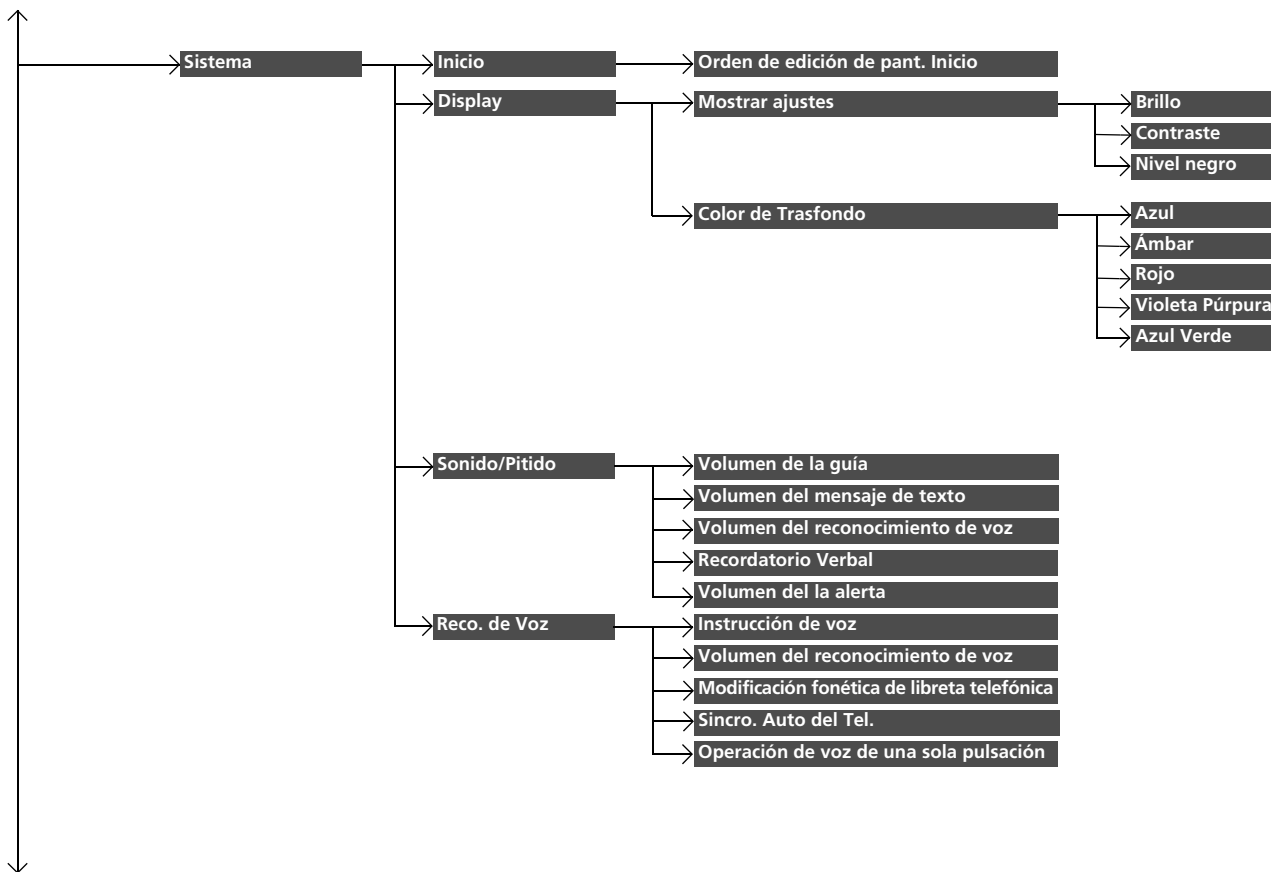 Sistema
Inicio
Orden de edición de pant. Inicio
Display
Mostrar ajustes
Brillo
Contraste
Nivel negro
Color de Trasfondo
Azul
Ámbar
Rojo
Violeta Púrpura
Azul Verde
Sonido/Pitido
Volumen de la guía
Volumen del mensaje de texto
Volumen del reconocimiento de voz
Recordatorio Verbal
Volumen del la alerta
Reco. de Voz
Instrucción de voz
Volumen del reconocimiento de voz
Modificación fonética de libreta telefónica
Sincro. Auto del Tel.
Operación de voz de una sola pulsación